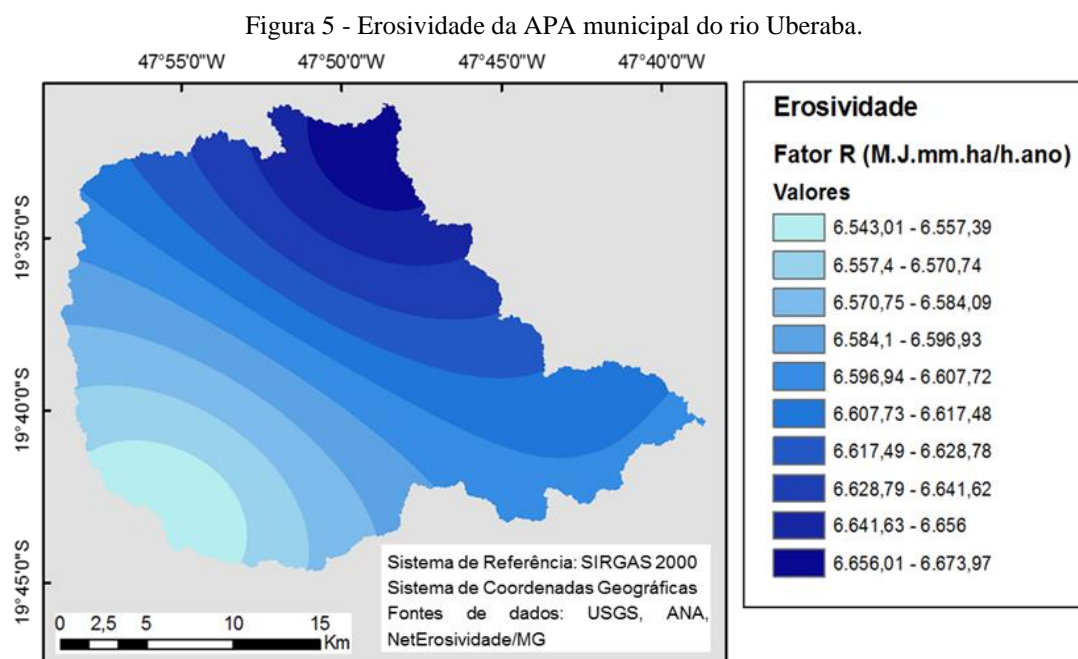 Figura 5 - Erosividade da APA municipal do rio Uberaba.
47°55'0"W 47°50'0"W 47°45'0"W 47°40'0"W
19°35'0"S
19°40'0"S
19°45'0"S
0 2,5 5 10 15
Km
Sistema de Referência: SIRGAS 2000
Sistema de Coordenadas Geográficas
Fontes de dados: USGS, ANA,
NetErosividade/MG
Erosividade
Fator R (M.J.mm.ha/h.ano)
Valores
6.543,01 - 6.557,39
6.557,4 - 6.570,74
6.570,75 - 6.584,09
6.584,1 - 6.596,93
6.596,94 - 6.607,72
6.607,73 - 6.617,48
6.617,49 - 6.628,78
6.628,79 - 6.641,62
6.641,63 - 6.656
6.656,01 - 6.673,97